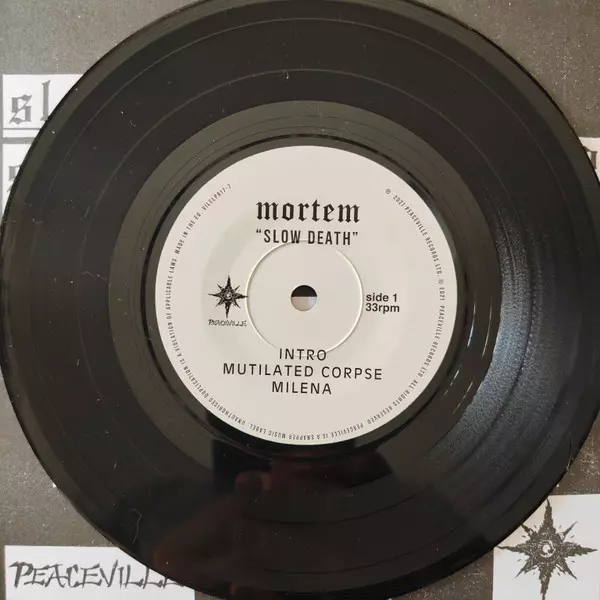 mortem
"SLOW DEATH"
side 1
33rpm
PEACEVILLE
INTRO
MUTILATED CORPSE
MILENA
℗ 2021 PEACEVILLE RECORDS LTD. © 2021 PEACEVILLE RECORDS LTD. ALL RIGHTS RESERVED. PEACEVILLE IS A SNAPPER MUSIC LABEL. UNAUTHORISED DUPLICATION IS A VIOLATION OF APPLICABLE LAWS. MADE IN THE EU.
sl
PEACEVILLE